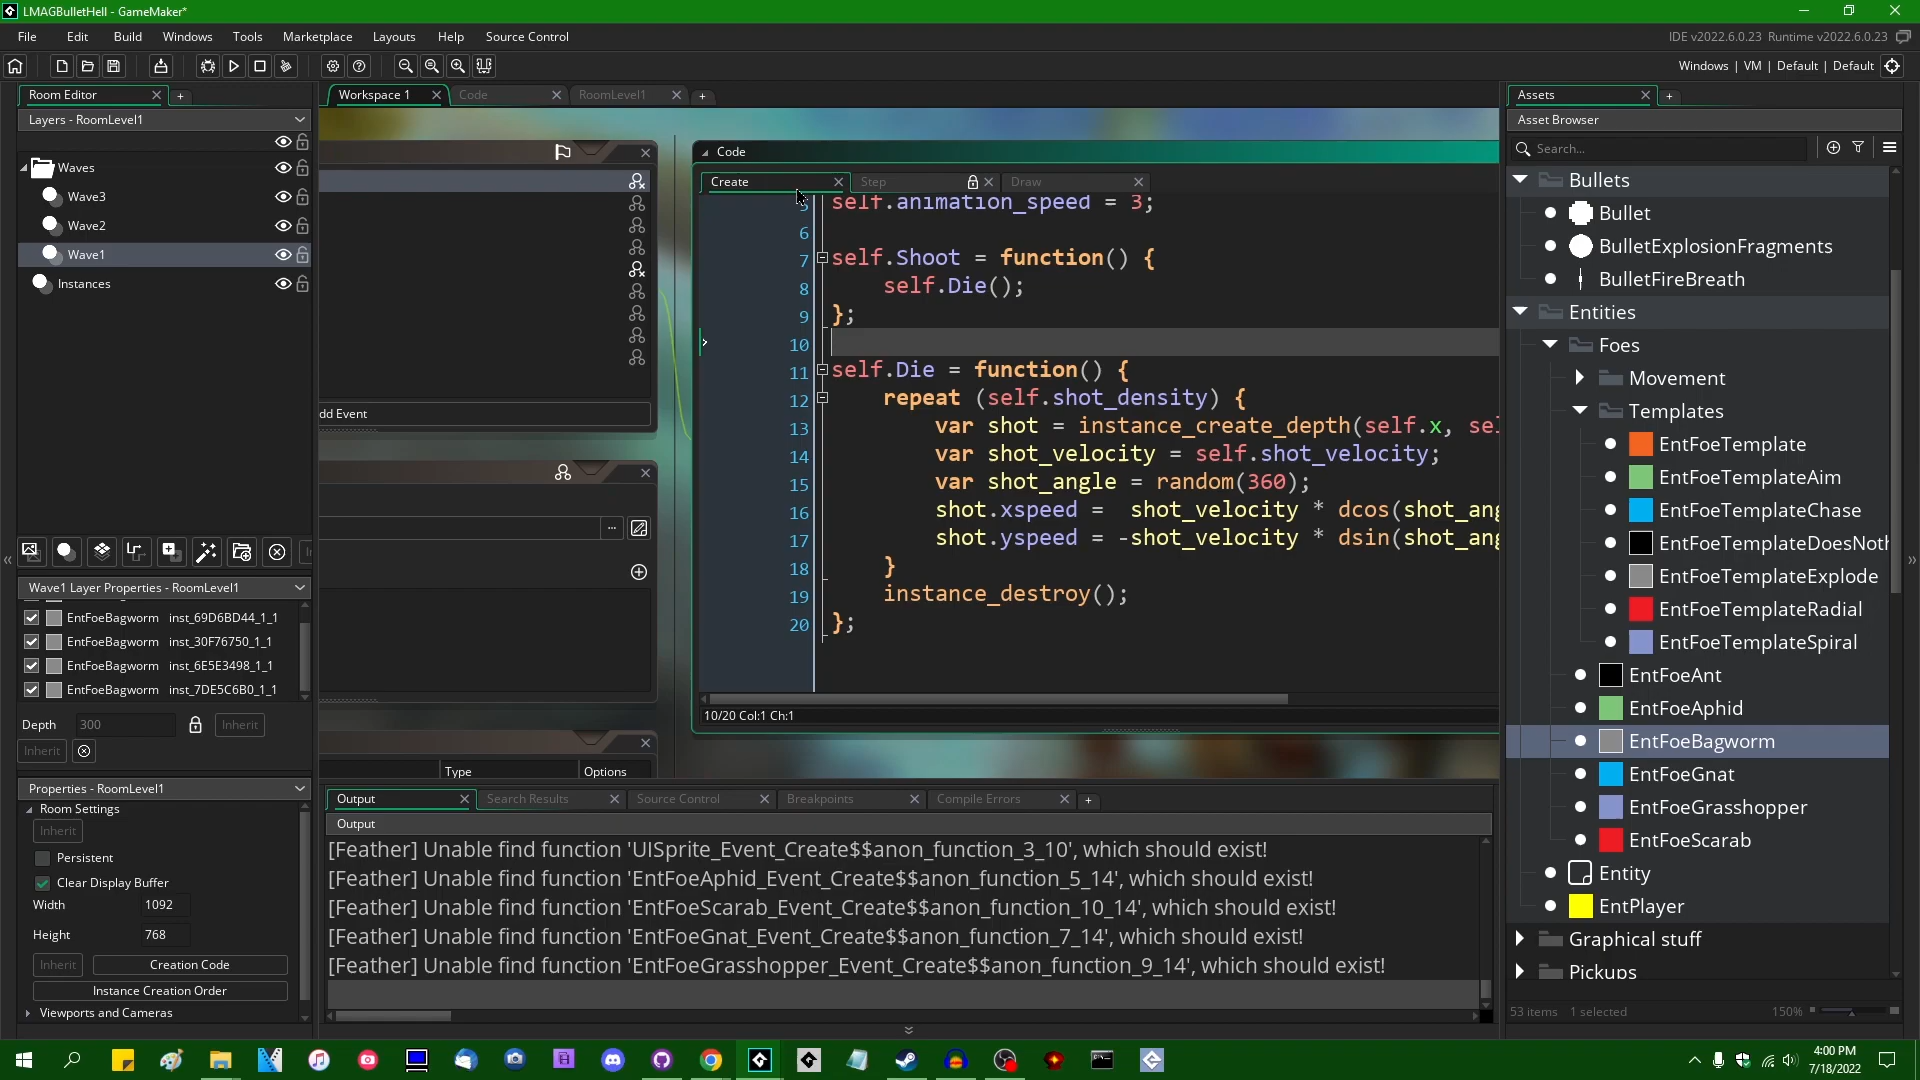 LMAGBulletHell - GameMaker*
File Edit Build Windows Tools Marketplace Layouts Help Source Control
IDE v2022.6.0.23 Runtime v2022.6.0.23
Windows | VM | Default | Default
Room Editor
Layers - RoomLevel1
Waves
Wave3
Wave2
Wave1
Instances
Wave1 Layer Properties - RoomLevel1
EntFoeBagworm inst_69D6BD44_1_1
EntFoeBagworm inst_30F76750_1_1
EntFoeBagworm inst_6E5E3498_1_1
EntFoeBagworm inst_7DE5C6B0_1_1
Depth 300 Inherit
Inherit
Properties - RoomLevel1
Room Settings
Inherit
Persistent
Clear Display Buffer
Width 1092
Height 768
Inherit Creation Code
Instance Creation Order
Viewports and Cameras
Workspace 1 Code RoomLevel1
dd Event
Type Options
Code
Create Step Draw
5 self.animation_speed = 3;
6
7 self.Shoot = function() {
8 self.Die();
9 };
10
11 self.Die = function() {
12 repeat (self.shot_density) {
13 var shot = instance_create_depth(self.x, sel
14 var shot_velocity = self.shot_velocity;
15 var shot_angle = random(360);
16 shot.xspeed =  shot_velocity * dcos(shot_ang
17 shot.yspeed = -shot_velocity * dsin(shot_ang
18 }
19 instance_destroy();
20 };
10/20 Col:1 Ch:1
Output Search Results Source Control Breakpoints Compile Errors
Output
[Feather] Unable find function 'UISprite_Event_Create$$anon_function_3_10', which should exist!
[Feather] Unable find function 'EntFoeAphid_Event_Create$$anon_function_5_14', which should exist!
[Feather] Unable find function 'EntFoeScarab_Event_Create$$anon_function_10_14', which should exist!
[Feather] Unable find function 'EntFoeGnat_Event_Create$$anon_function_7_14', which should exist!
[Feather] Unable find function 'EntFoeGrasshopper_Event_Create$$anon_function_9_14', which should exist!
Assets
Asset Browser
Search...
Bullets
Bullet
BulletExplosionFragments
BulletFireBreath
Entities
Foes
Movement
Templates
EntFoeTemplate
EntFoeTemplateAim
EntFoeTemplateChase
EntFoeTemplateDoesNoth
EntFoeTemplateExplode
EntFoeTemplateRadial
EntFoeTemplateSpiral
EntFoeAnt
EntFoeAphid
EntFoeBagworm
EntFoeGnat
EntFoeGrasshopper
EntFoeScarab
Entity
EntPlayer
Graphical stuff
Pickups
53 items 1 selected 150%
4:00 PM
7/18/2022